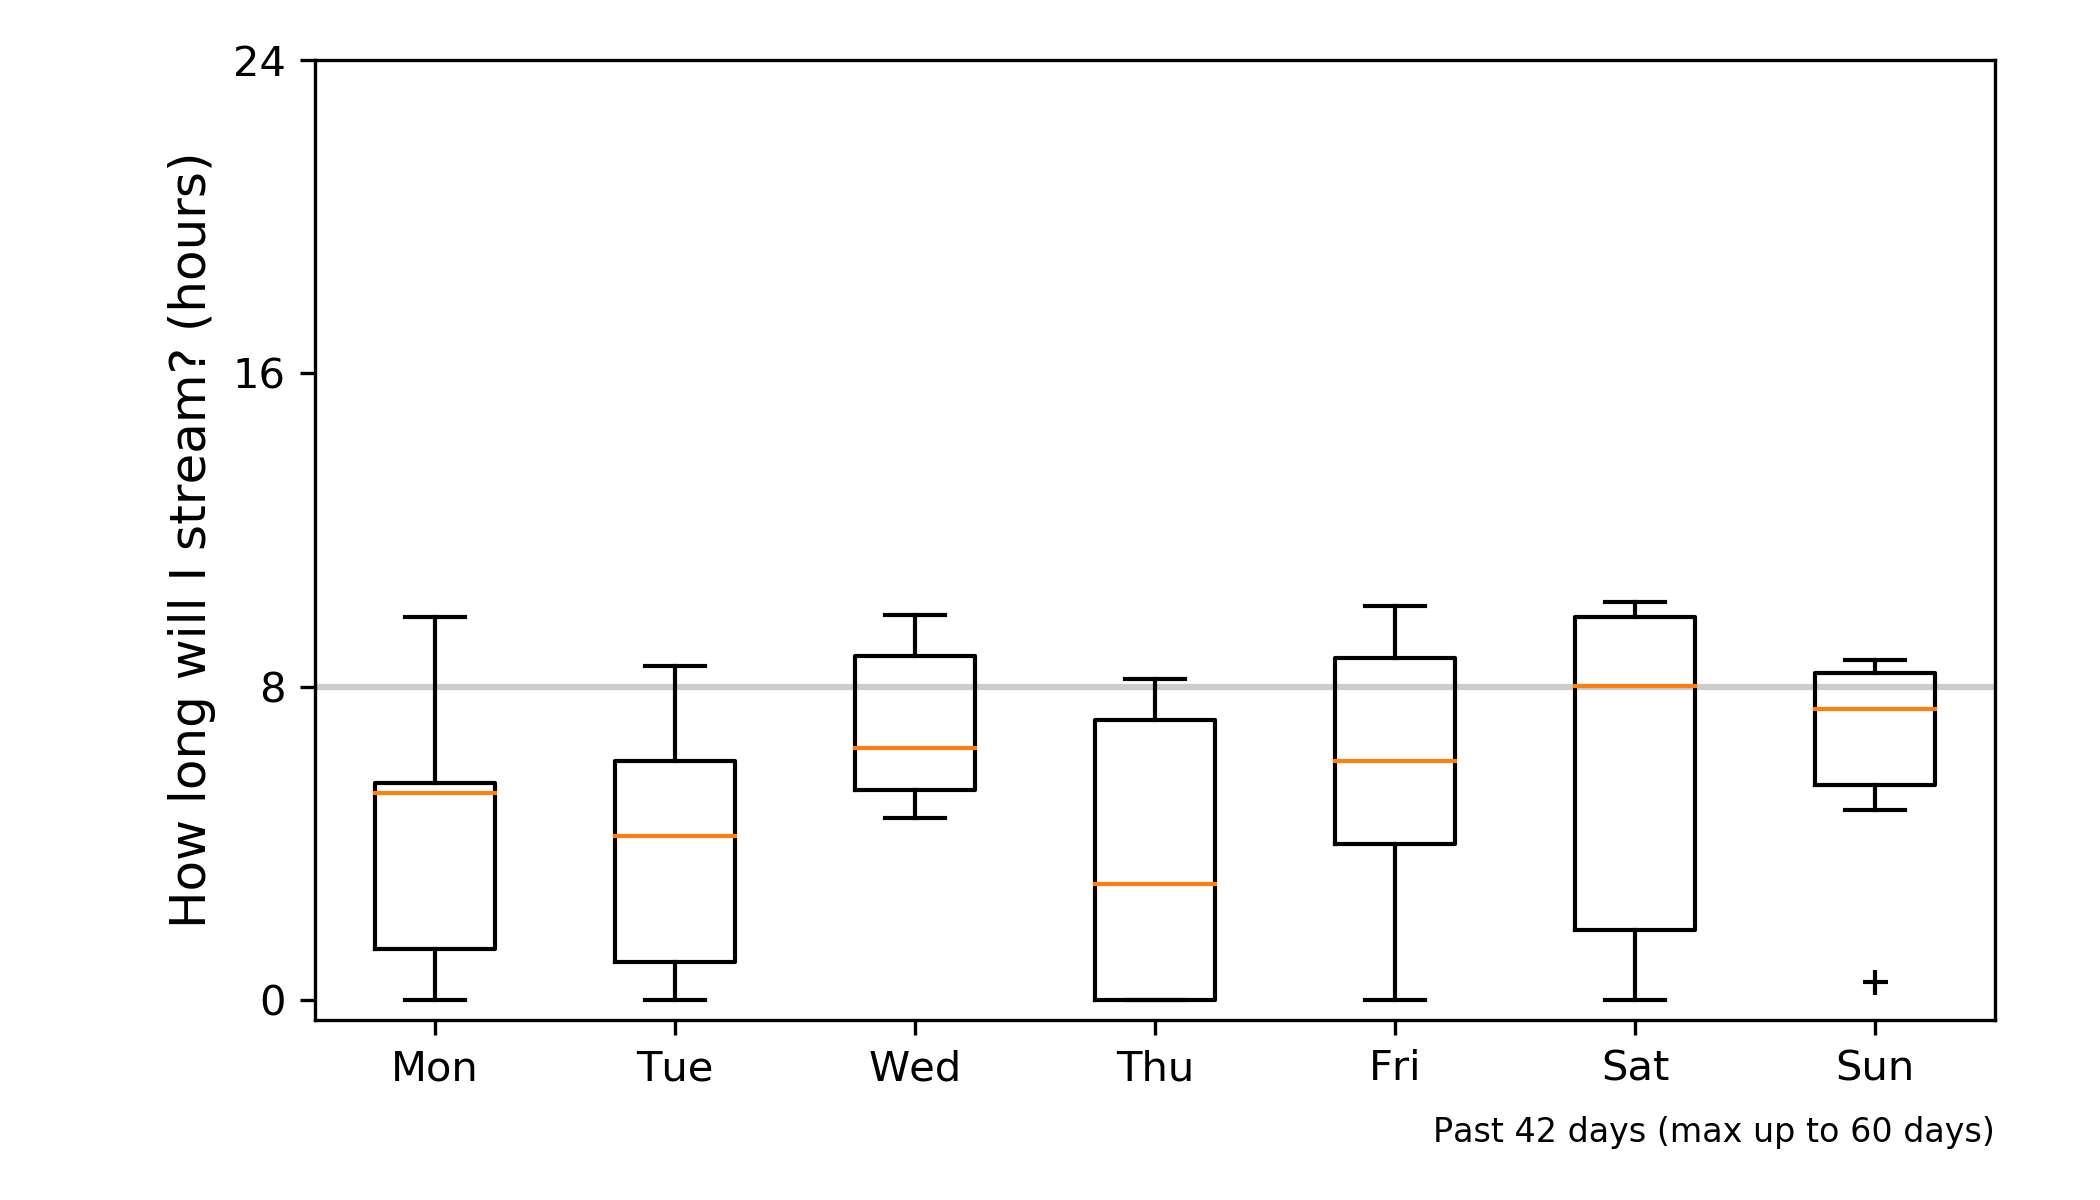 How long will I stream? (hours)
24
16
8
0
Mon Tue Wed Thu Fri Sat Sun
Past 42 days (max up to 60 days)